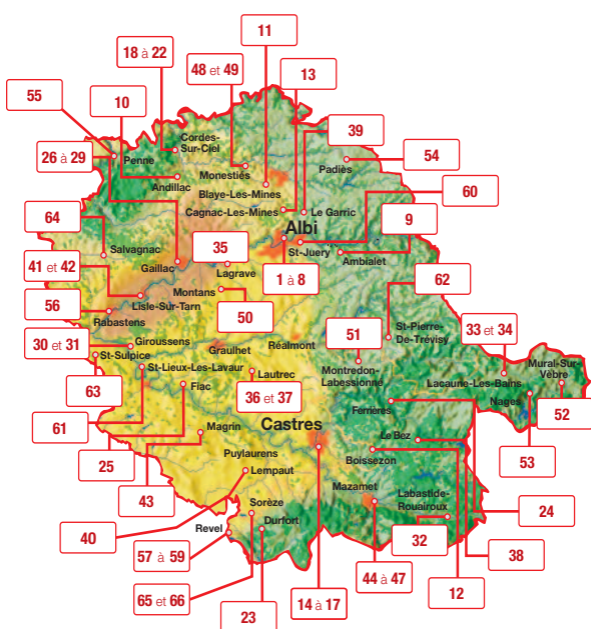 11
18 à 22
48 et 49
13
55
10
39
Cordes-
Sur-Ciel
26 à 29
Penne
Monestiés
Padiès
54
Andillac
Blaye-Les-Mines
60
Cagnac-Les-Mines
Le Garric
64
9
Albi
Salvagnac
35
St-Juery
41 et 42
Gaillac
Ambialet
Lagrave
1 à 8
62
Montans
56
Lisle-Sur-Tarn
50
Rabastens
51
33 et 34
30 et 31
Giroussens
St-Pierre-
De-Trévisy
St-Sulpice
Graulhet
Réalmont
Mural-Sur-
Vèbre
St-Lieux-Les-Lavaur
Lautrec
Montredon-
Labessionné
63
Fiac
Lacaune-Les-Bains
36 et 37
Nages
52
61
Ferrières
Castres
25
Magrin
Le Bez
53
Puylaurens
Boissezon
43
Lempaut
Mazamet
Labastide-
Rouairoux
Sorèze
24
40
Revel
Durfort
32
57 à 59
38
44 à 47
12
65 et 66
14 à 17
23